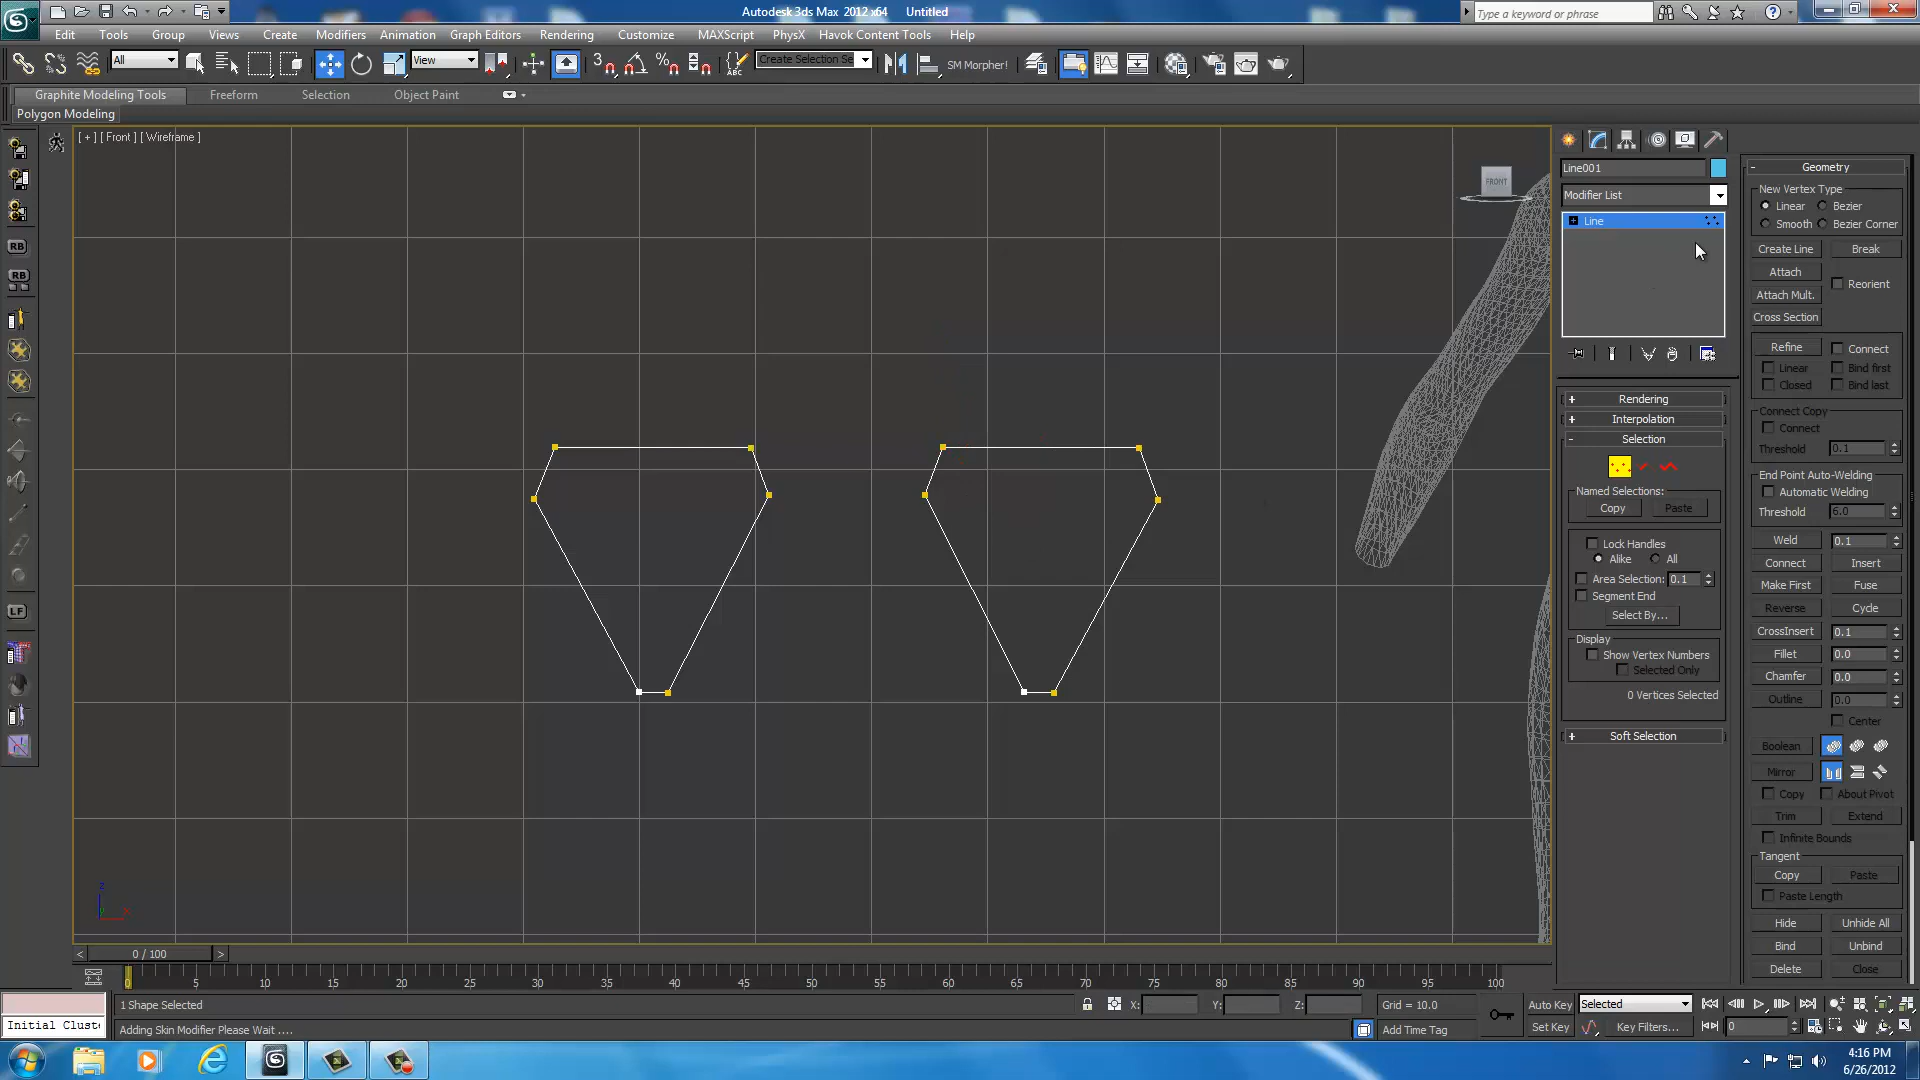 Autodesk 3ds Max 2012 x64 Untitled
Type a keyword or phrase
Edit Tools Group Views Create Modifiers Animation Graph Editors Rendering Customize MAXScript PhysX Havok Content Tools Help
All View Create Selection Se SM Morpher!
Graphite Modeling Tools Freeform Selection Object Paint
Polygon Modeling
[ + ] [ Front ] [ Wireframe ]
FRONT
RB
RB
LF
z
x
Line001
Modifier List
Line
Rendering
Interpolation
Selection
Named Selections:
Copy Paste
Lock Handles
Alike All
Area Selection: 0.1
Segment End
Select By...
Display
Show Vertex Numbers
Selected Only
0 Vertices Selected
Soft Selection
Geometry
New Vertex Type
Linear Bezier
Smooth Bezier Corner
Create Line Break
Attach
Reorient
Attach Mult.
Cross Section
Refine Connect
Linear Bind first
Closed Bind last
Connect Copy
Connect
Threshold 0.1
End Point Auto-Welding
Automatic Welding
Threshold 6.0
Weld 0.1
Connect Insert
Make First Fuse
Reverse Cycle
CrossInsert 0.1
Fillet 0.0
Chamfer 0.0
Outline 0.0
Center
Boolean
Mirror
Copy About Pivot
Trim Extend
Infinite Bounds
Tangent
Copy Paste
Paste Length
Hide Unhide All
Bind Unbind
Delete Close
< 0 / 100 >
0 5 10 15 20 25 30 35 40 45 50 55 60 65 70 75 80 85 90 95 100
1 Shape Selected X: Y: Z: Grid = 10.0 Auto Key Selected
Initial Cluste Adding Skin Modifier Please Wait .... Add Time Tag Set Key Key Filters... 0
4:16 PM
6/26/2012